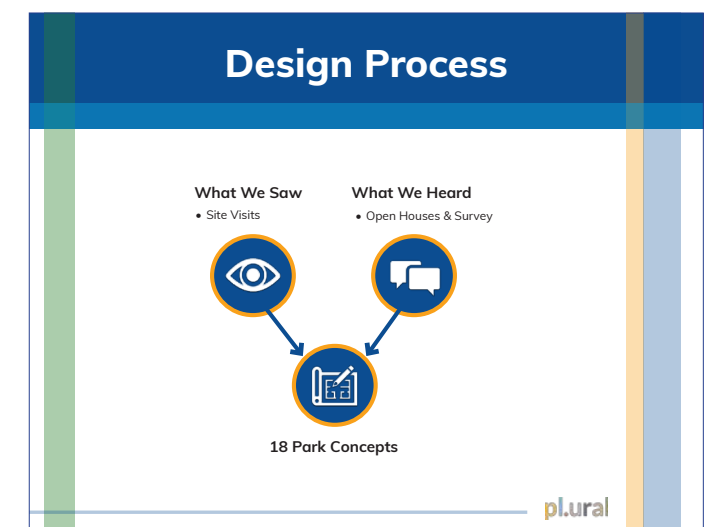 Design Process
What We Saw
• Site Visits
What We Heard
• Open Houses & Survey
18 Park Concepts
pl.ural